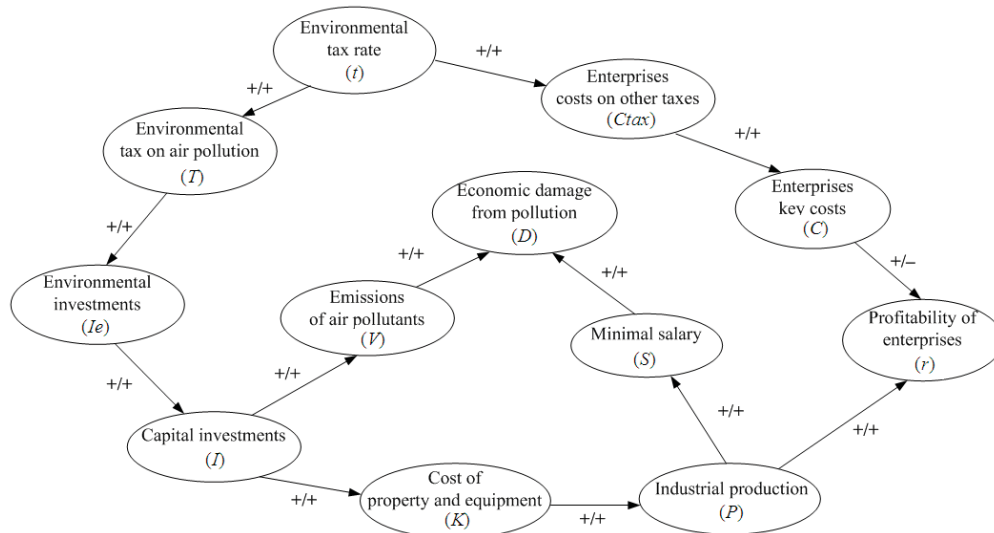 Environmental
tax rate
(t)
+/+
+/+
Enterprises
costs on other taxes
(Ctax)
Environmental
tax on air pollution
(T)
+/+
Economic damage
from pollution
(D)
Enterprises
kev costs
(C)
+/+
+/+
+/+
+/–
Environmental
investments
(Ie)
Emissions
of air pollutants
(V)
Minimal salary
(S)
Profitability of
enterprises
(r)
+/+
+/+
+/+
+/+
Capital investments
(I)
+/+
Cost of
property and equipment
(K)
+/+
Industrial production
(P)